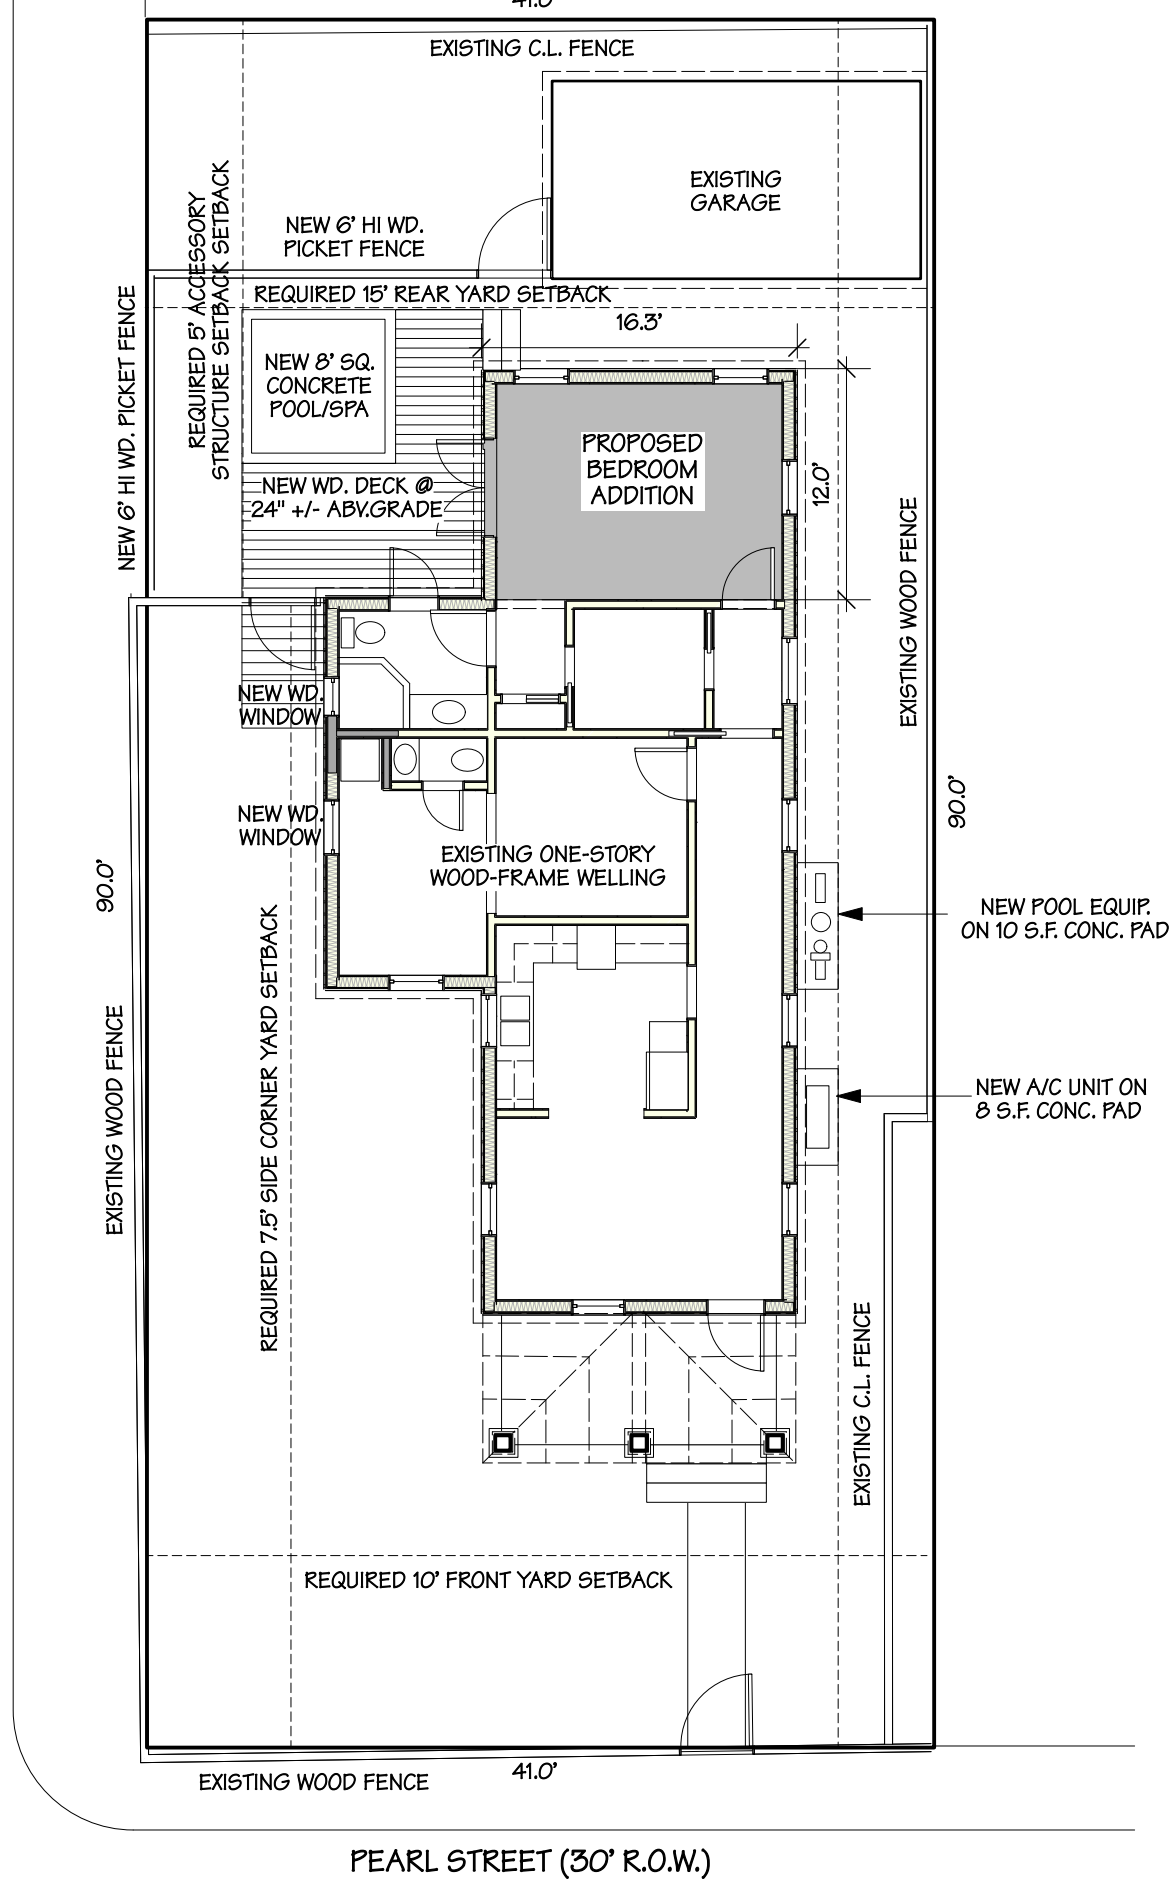 41.0'
EXISTING C.L. FENCE
EXISTING
GARAGE
NEW 6' HI WD.
PICKET FENCE
REQUIRED 5' ACCESSORY
STRUCTURE SETBACK SETBACK
REQUIRED 15' REAR YARD SETBACK
16.3'
NEW 6' HI WD. PICKET FENCE
NEW 8' SQ.
CONCRETE
POOL/SPA
PROPOSED
BEDROOM
ADDITION
12.0'
NEW WD. DECK @
24" +/- ABV.GRADE
EXISTING WOOD FENCE
NEW WD.
WINDOW
NEW WD.
WINDOW
90.0'
90.0'
EXISTING ONE-STORY
WOOD-FRAME WELLING
NEW POOL EQUIP.
ON 10 S.F. CONC. PAD
REQUIRED 7.5' SIDE CORNER YARD SETBACK
EXISTING WOOD FENCE
NEW A/C UNIT ON
8 S.F. CONC. PAD
EXISTING C.L. FENCE
REQUIRED 10' FRONT YARD SETBACK
EXISTING WOOD FENCE
41.0'
PEARL STREET (30' R.O.W.)